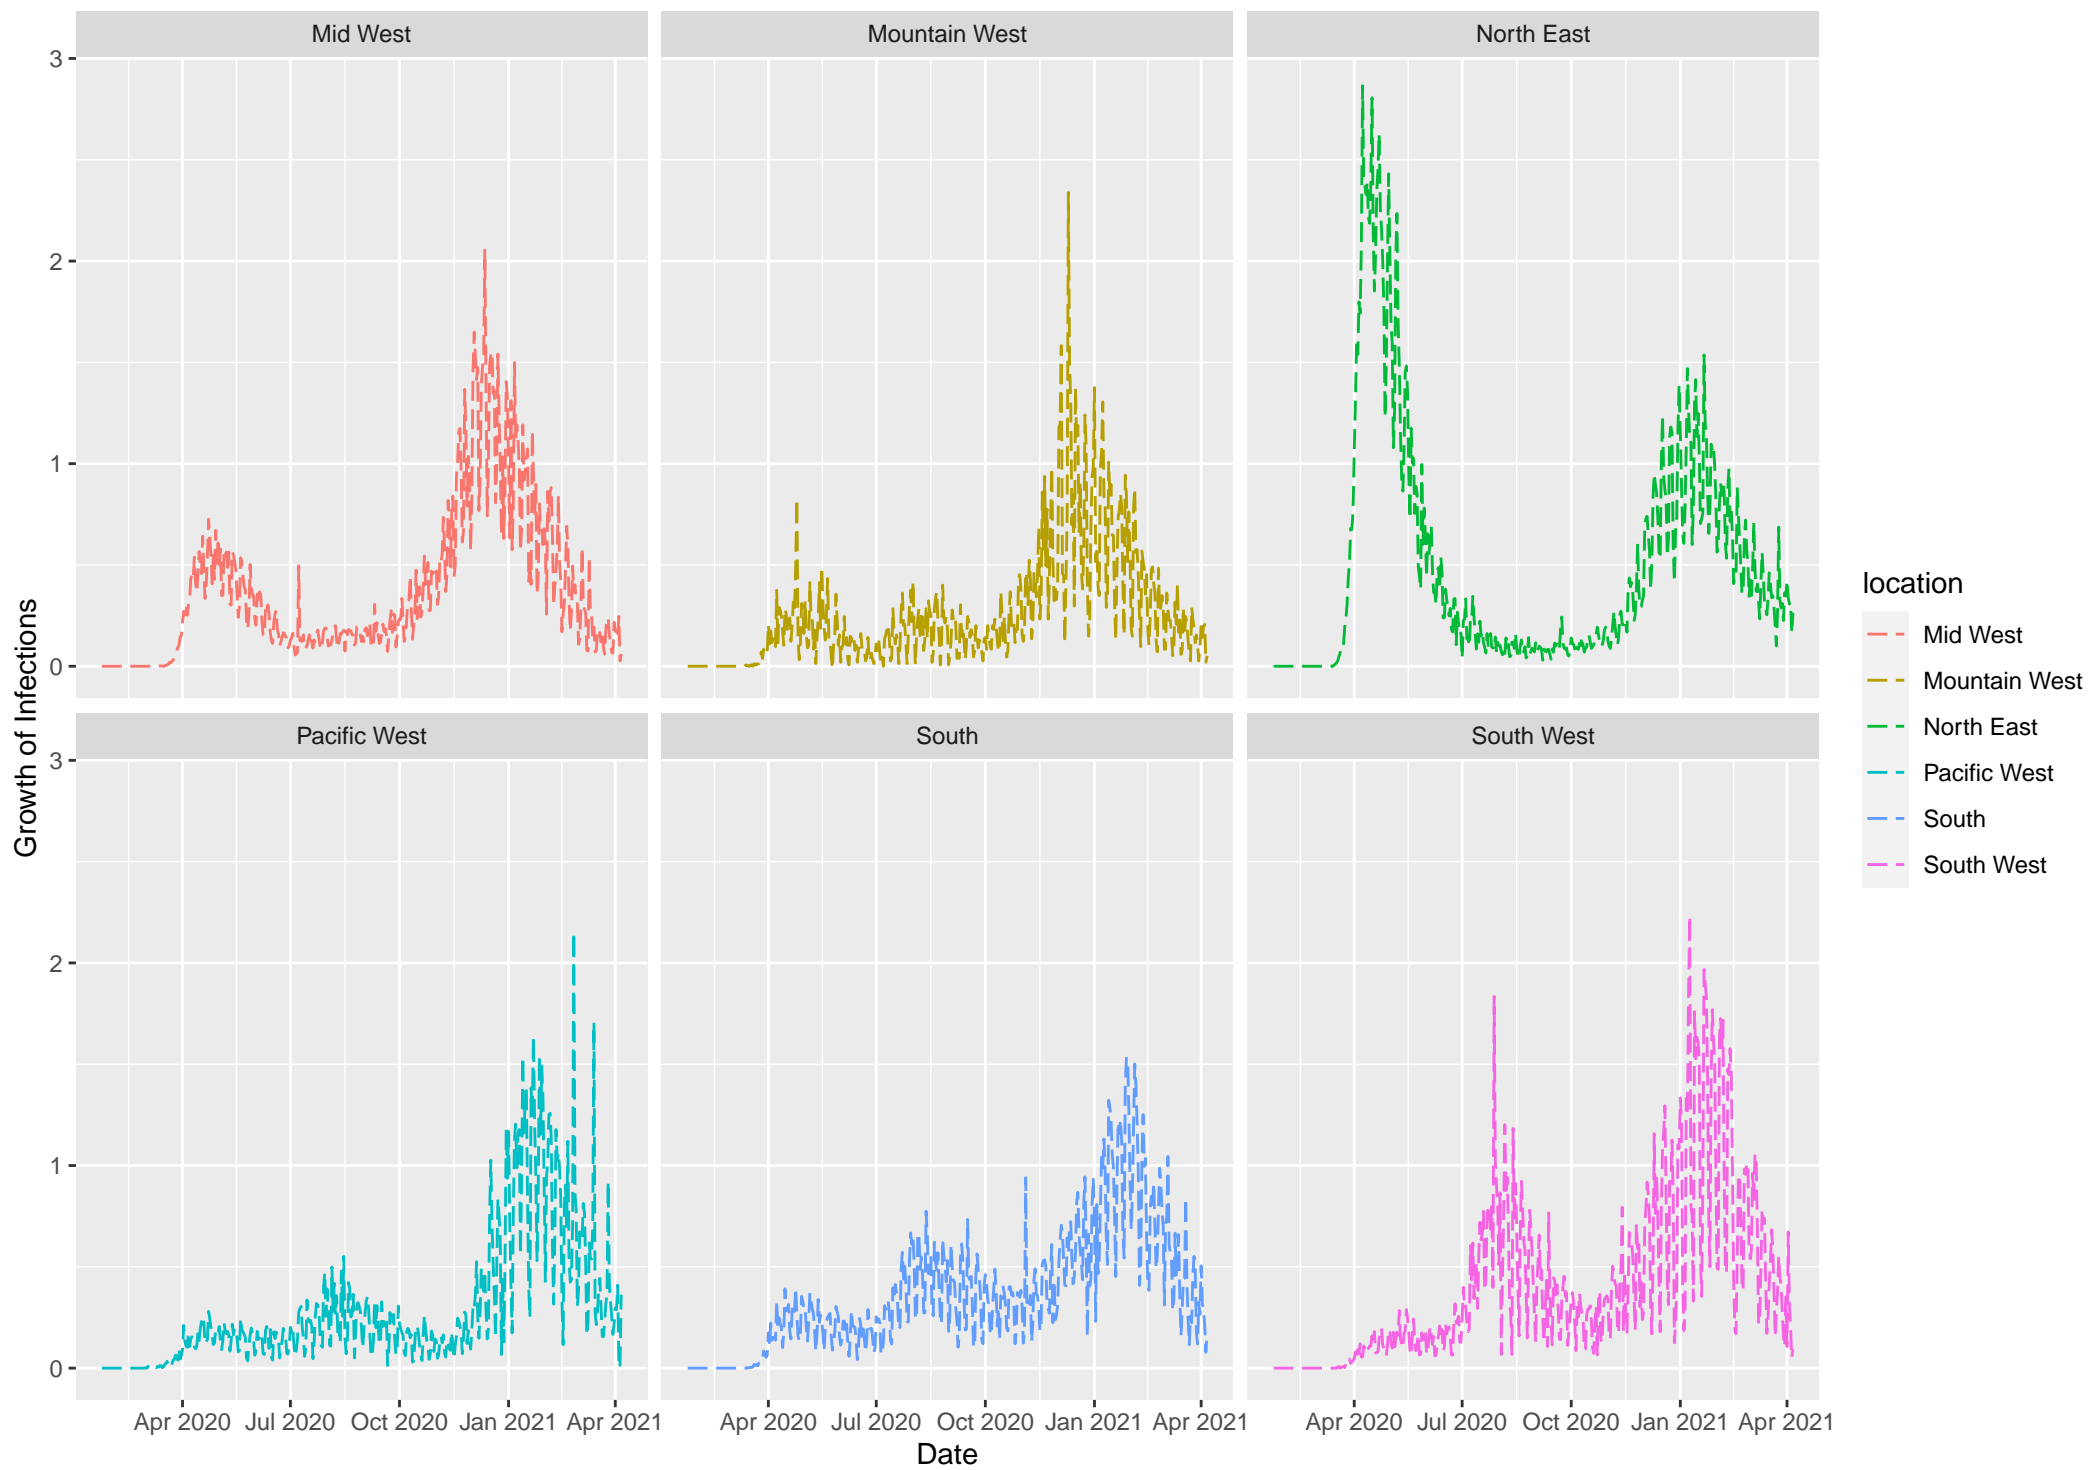 Mid West
Mountain West
North East
3
2
1
0
Pacific West
South
South West
3
2
1
0
Growth of Infections
Apr 2020 Jul 2020 Oct 2020 Jan 2021 Apr 2021
Apr 2020 Jul 2020 Oct 2020 Jan 2021 Apr 2021
Apr 2020 Jul 2020 Oct 2020 Jan 2021 Apr 2021
Date
location
Mid West
Mountain West
North East
Pacific West
South
South West